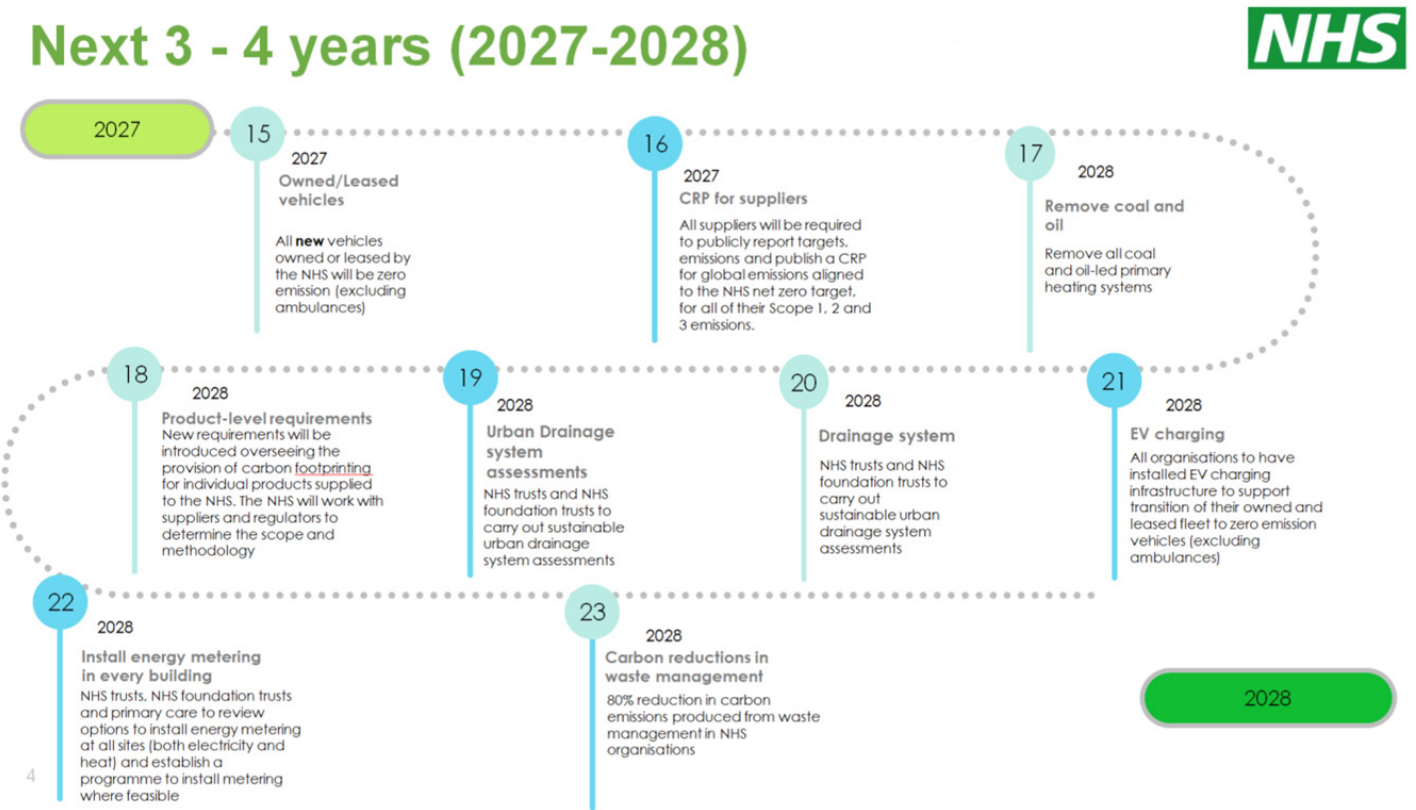 Next 3 - 4 years (2027-2028)
NHS
2027
15
2027
Owned/Leased
vehicles
All new vehicles
owned or leased by
the NHS will be zero
emission (excluding
ambulances)
16
2027
CRP for suppliers
All suppliers will be required
to publicly report targets,
emissions and publish a CRP
for global emissions aligned
to the NHS net zero target,
for all of their Scope 1, 2 and
3 emissions.
17
2028
Remove coal and
oil
Remove all coal
and oil-led primary
heating systems
18
2028
Product-level requirements
New requirements will be
introduced overseeing the
provision of carbon footprinting
for individual products supplied
to the NHS. The NHS will work with
suppliers and regulators to
determine the scope and
methodology
19
2028
Urban Drainage
system
assessments
NHS trusts and NHS
foundation trusts to
carry out sustainable
urban drainage
system assessments
20
2028
Drainage system
NHS trusts and NHS
foundation trusts to
carry out
sustainable urban
drainage system
assessments
21
2028
EV charging
All organisations to have
installed EV charging
infrastructure to support
transition of their owned and
leased fleet to zero emission
vehicles (excluding
ambulances)
22
2028
Install energy metering
in every building
NHS trusts, NHS foundation trusts
and primary care to review
options to install energy metering
at all sites (both electricity and
heat) and establish a
programme to install metering
where feasible
23
2028
Carbon reductions in
waste management
80% reduction in carbon
emissions produced from waste
management in NHS
organisations
2028
4